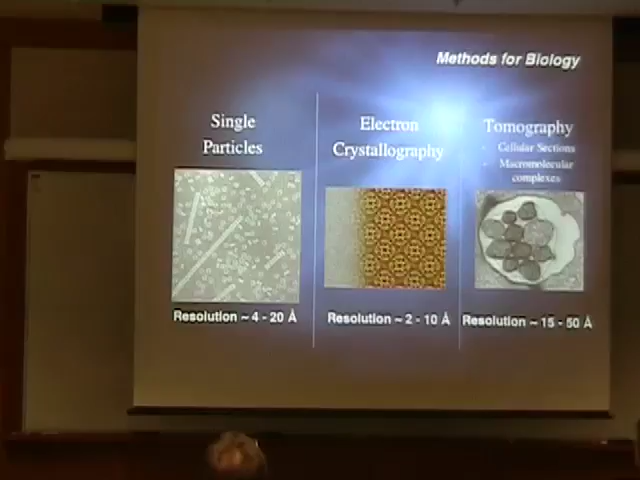 Methods for Biology
Single
Particles
Resolution ~ 4 - 20 Å
Electron
Crystallography
Resolution ~ 2 - 10 Å
Tomography
- Cellular Sections
- Macromolecular
complexes
Resolution ~ 15 - 50 Å